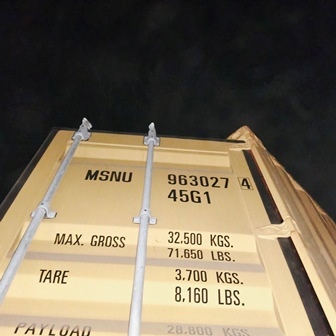 MSNU 963027 4
45G1
MAX. GROSS 32.500 KGS.
71,650 LBS.
TARE 3.700 KGS.
8,160 LBS.
PAYLOAD 28.800 KGS.